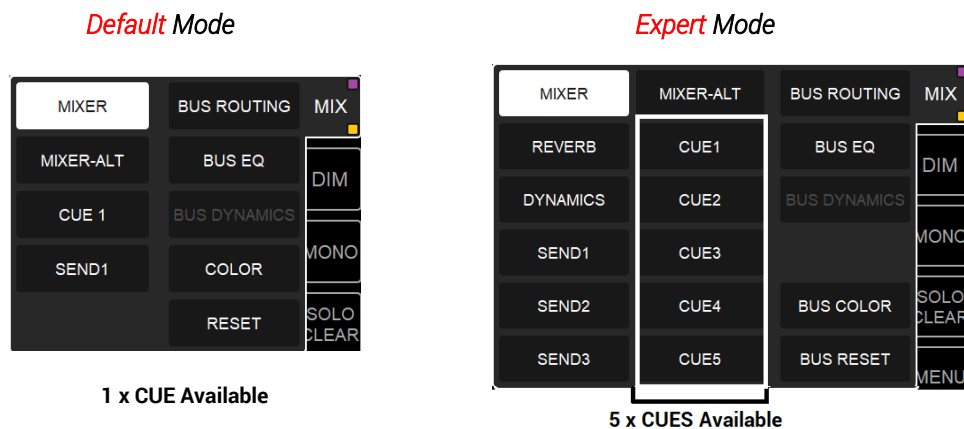 Default Mode
MIXER BUS ROUTING MIX
MIXER-ALT BUS EQ DIM
CUE 1 BUS DYNAMICS
SEND1 COLOR MONO
RESET SOLO
CLEAR
1 x CUE Available
Expert Mode
MIXER MIXER-ALT BUS ROUTING MIX
REVERB CUE1 BUS EQ DIM
DYNAMICS CUE2 BUS DYNAMICS
SEND1 CUE3 MONO
SEND2 CUE4 BUS COLOR SOLO
CLEAR
SEND3 CUE5 BUS RESET MENU
5 x CUES Available